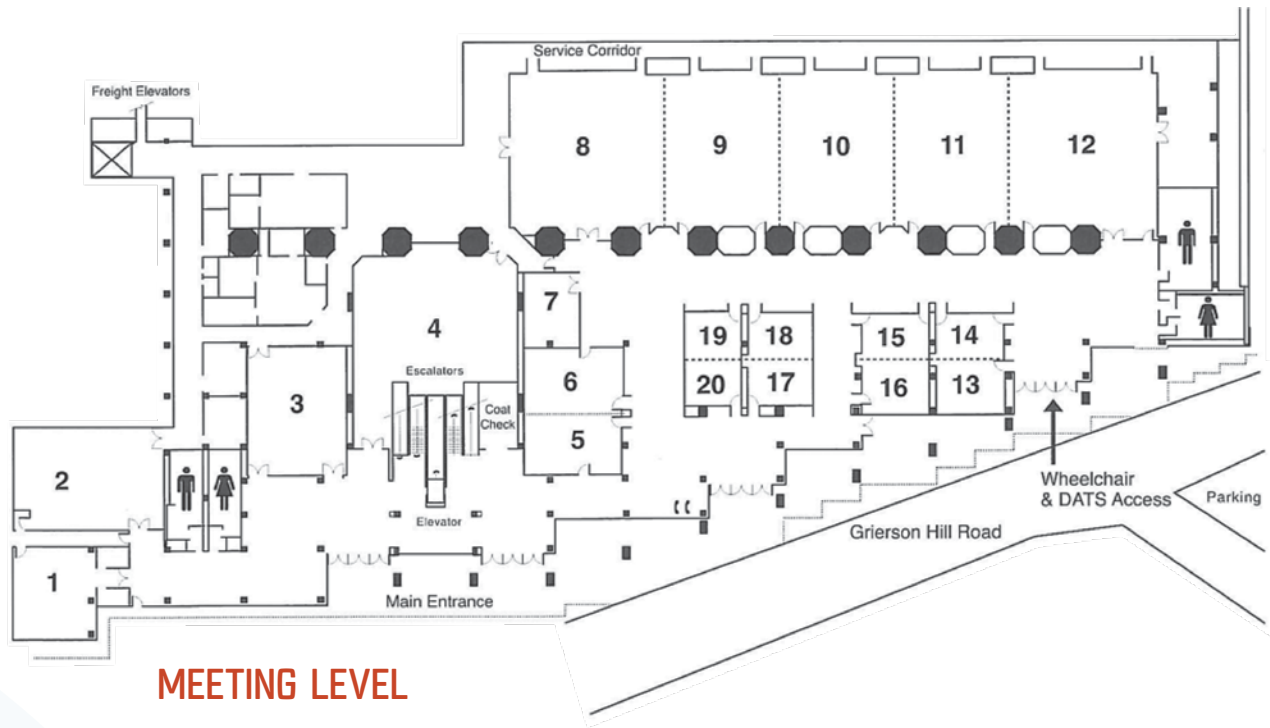 Service Corridor
Freight Elevators
8
9
10
11
12
7
4
19
18
15
14
Escalators
6
20
17
16
13
3
Coat
Check
5
2
Wheelchair
& DATS Access
Parking
Elevator
Grierson Hill Road
1
Main Entrance
MEETING LEVEL